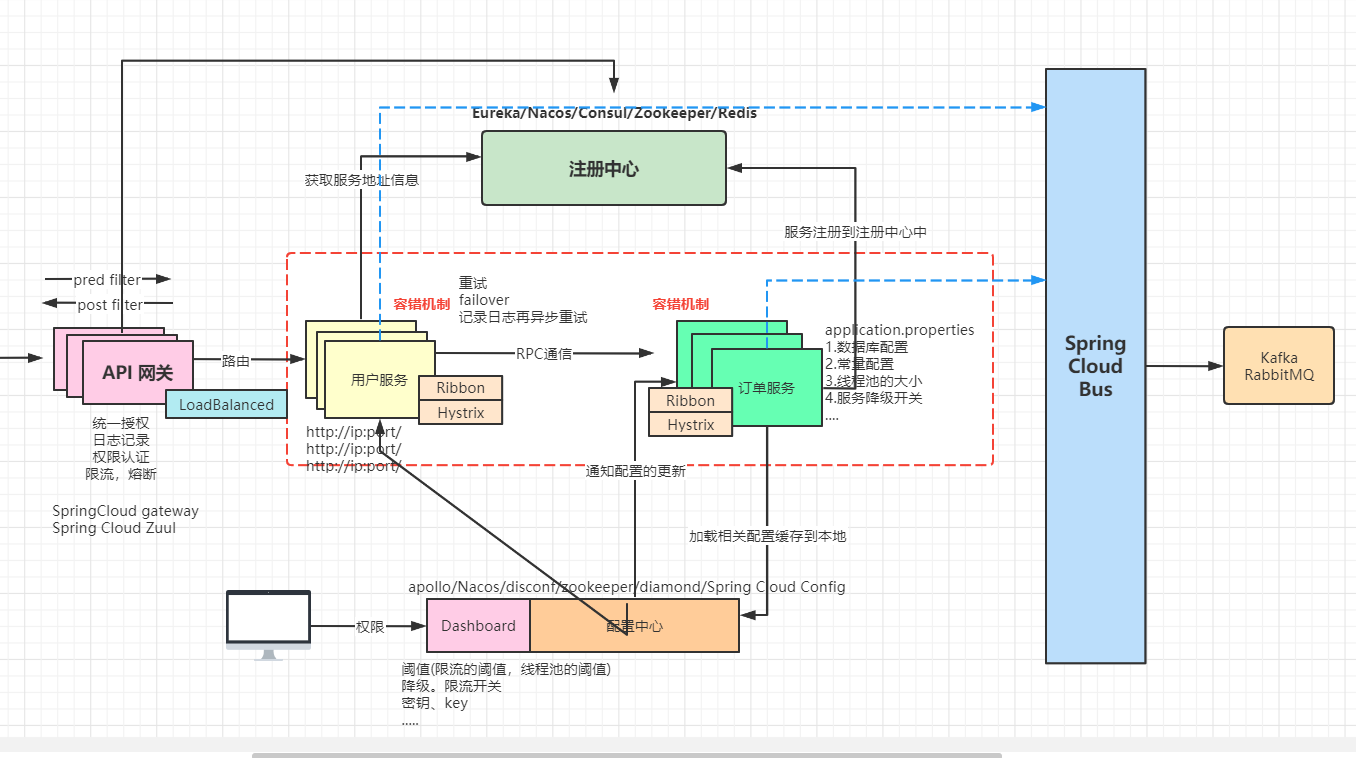 Eureka/Nacos/Consul/Zookeeper/Redis
注册中心
获取服务地址信息
服务注册到注册中心中
pred filter
post filter
API 网关
LoadBalanced
统一授权
日志记录
权限认证
限流，熔断
SpringCloud gateway
Spring Cloud Zuul
路由
容错机制
重试
failover
记录日志再异步重试
用户服务
Ribbon
Hystrix
http://ip:port/
http://ip:port/
http://ip:port/
RPC通信
容错机制
订单服务
Ribbon
Hystrix
application.properties
1.数据库配置
2.常量配置
3.线程池的大小
4.服务降级开关
....
通知配置的更新
加载相关配置缓存到本地
apollo/Nacos/disconf/zookeeper/diamond/Spring Cloud Config
权限
Dashboard
配置中心
阈值(限流的阈值，线程池的阈值)
降级。限流开关
密钥、key
.....
Spring
Cloud
Bus
Kafka
RabbitMQ